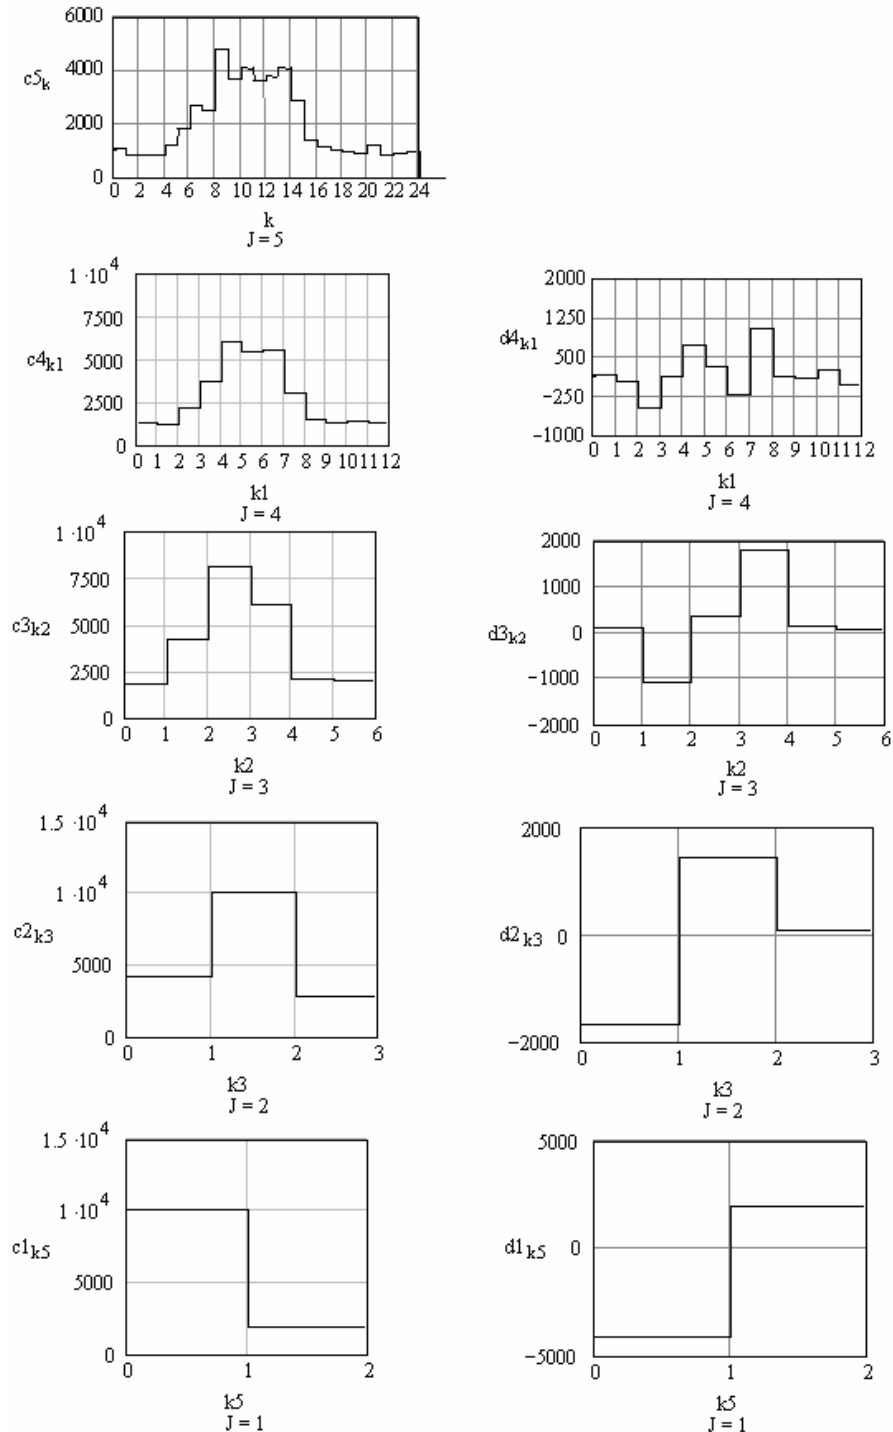 6000
4000
c5k
2000
0
0 2 4 6 8 10 12 14 16 18 20 22 24
k
J = 5
1 ·10^4
7500
c4k1 5000
2500
0
0 1 2 3 4 5 6 7 8 9 10 11 12
k1
J = 4
2000
1250
d4k1
500
−250
−1000
0 1 2 3 4 5 6 7 8 9 10 11 12
k1
J = 4
1 ·10^4
7500
c3k2 5000
2500
0
0 1 2 3 4 5 6
k2
J = 3
2000
1000
d3k2 0
−1000
−2000
0 1 2 3 4 5 6
k2
J = 3
1.5 ·10^4
1 ·10^4
c2k3
5000
0
0 1 2 3
k3
J = 2
2000
d2k3 0
−2000
0 1 2 3
k3
J = 2
1.5 ·10^4
1 ·10^4
c1k5
5000
0
0 1 2
k5
J = 1
5000
d1k5 0
−5000
0 1 2
k5
J = 1